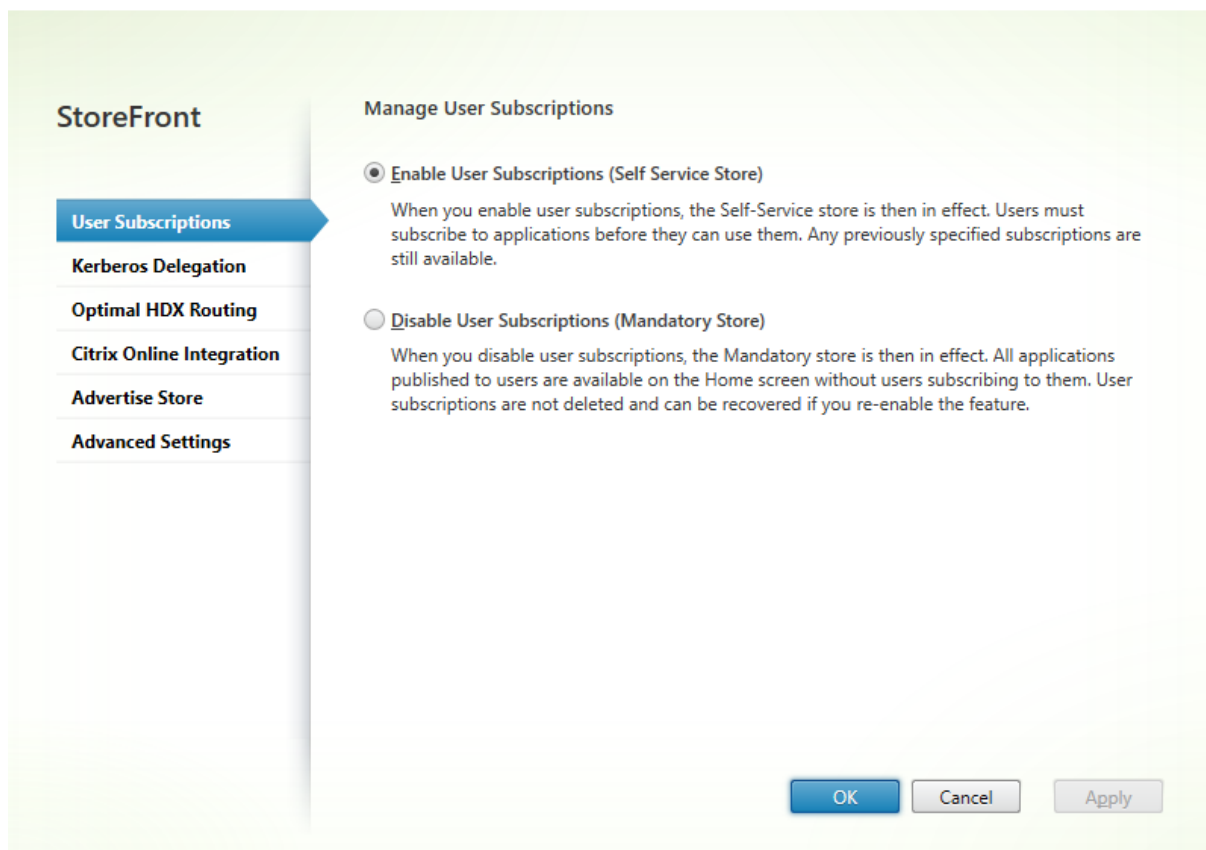 StoreFront
User Subscriptions
Kerberos Delegation
Optimal HDX Routing
Citrix Online Integration
Advertise Store
Advanced Settings
Manage User Subscriptions
Enable User Subscriptions (Self Service Store)
When you enable user subscriptions, the Self-Service store is then in effect. Users must
subscribe to applications before they can use them. Any previously specified subscriptions are
still available.
Disable User Subscriptions (Mandatory Store)
When you disable user subscriptions, the Mandatory store is then in effect. All applications
published to users are available on the Home screen without users subscribing to them. User
subscriptions are not deleted and can be recovered if you re-enable the feature.
OK
Cancel
Apply